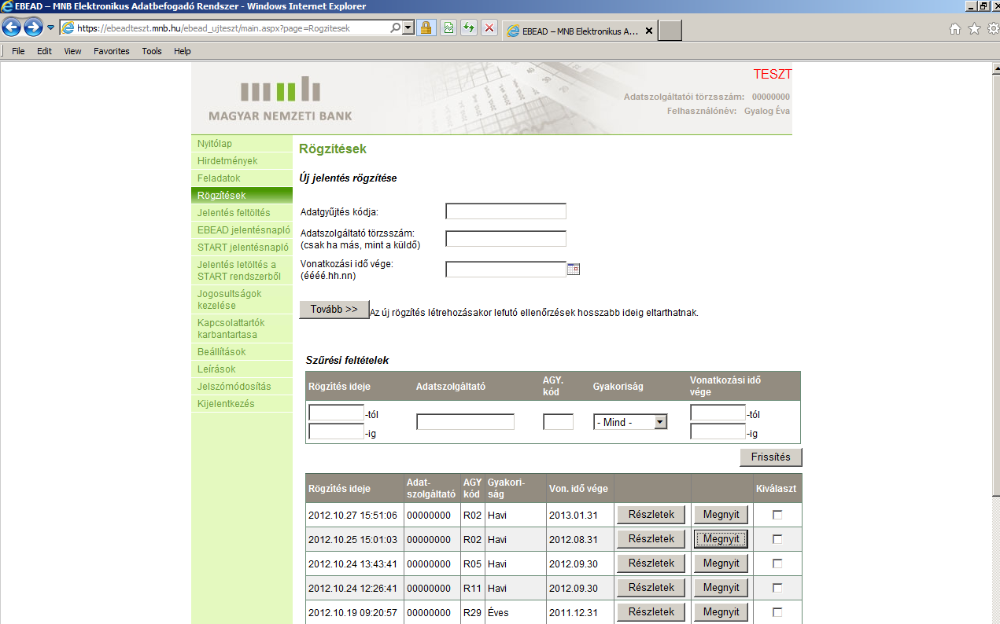 EBEAD – MNB Elektronikus Adatbefogadó Rendszer - Windows Internet Explorer
https://ebeadteszt.mnb.hu/ebead_ujteszt/main.aspx?page=Rogzitesek
EBEAD – MNB Elektronikus A...
File Edit View Favorites Tools Help
TESZT
Adatszolgáltatói törzsszám: 00000000
Felhasználónév: Gyalog Éva
MAGYAR NEMZETI BANK
Nyitólap
Hirdetmények
Feladatok
Rögzítések
Jelentés feltöltés
EBEAD jelentésnapló
START jelentésnapló
Jelentés letöltés a
START rendszerből
Jogosultságok
kezelése
Kapcsolattartók
karbantartasa
Beállítások
Leírások
Jelszómódosítás
Kijelentkezés
Rögzítések
Új jelentés rögzítése
Adatgyűjtés kódja:
Adatszolgáltató törzsszám:
(csak ha más, mint a küldő)
Vonatkozási idő vége:
(éééé.hh.nn)
Tovább >> Az új rögzítés létrehozásakor lefutó ellenőrzések hosszabb ideig eltarthatnak.
Szűrési feltételek
Rögzítés ideje Adatszolgáltató AGY. kód Gyakoriság Vonatkozási idő vége
-tól - Mind - -tól
-ig -ig
Frissítés
Rögzítés ideje Adat-szolgáltató AGY kód Gyakori-ság Von. idő vége Kiválaszt
2012.10.27 15:51:06 00000000 R02 Havi 2013.01.31 Részletek Megnyit
2012.10.25 15:01:03 00000000 R02 Havi 2012.08.31 Részletek Megnyit
2012.10.24 13:43:41 00000000 R05 Havi 2012.09.30 Részletek Megnyit
2012.10.24 12:26:41 00000000 R11 Havi 2012.09.30 Részletek Megnyit
2012.10.19 09:20:57 00000000 R29 Éves 2011.12.31 Részletek Megnyit